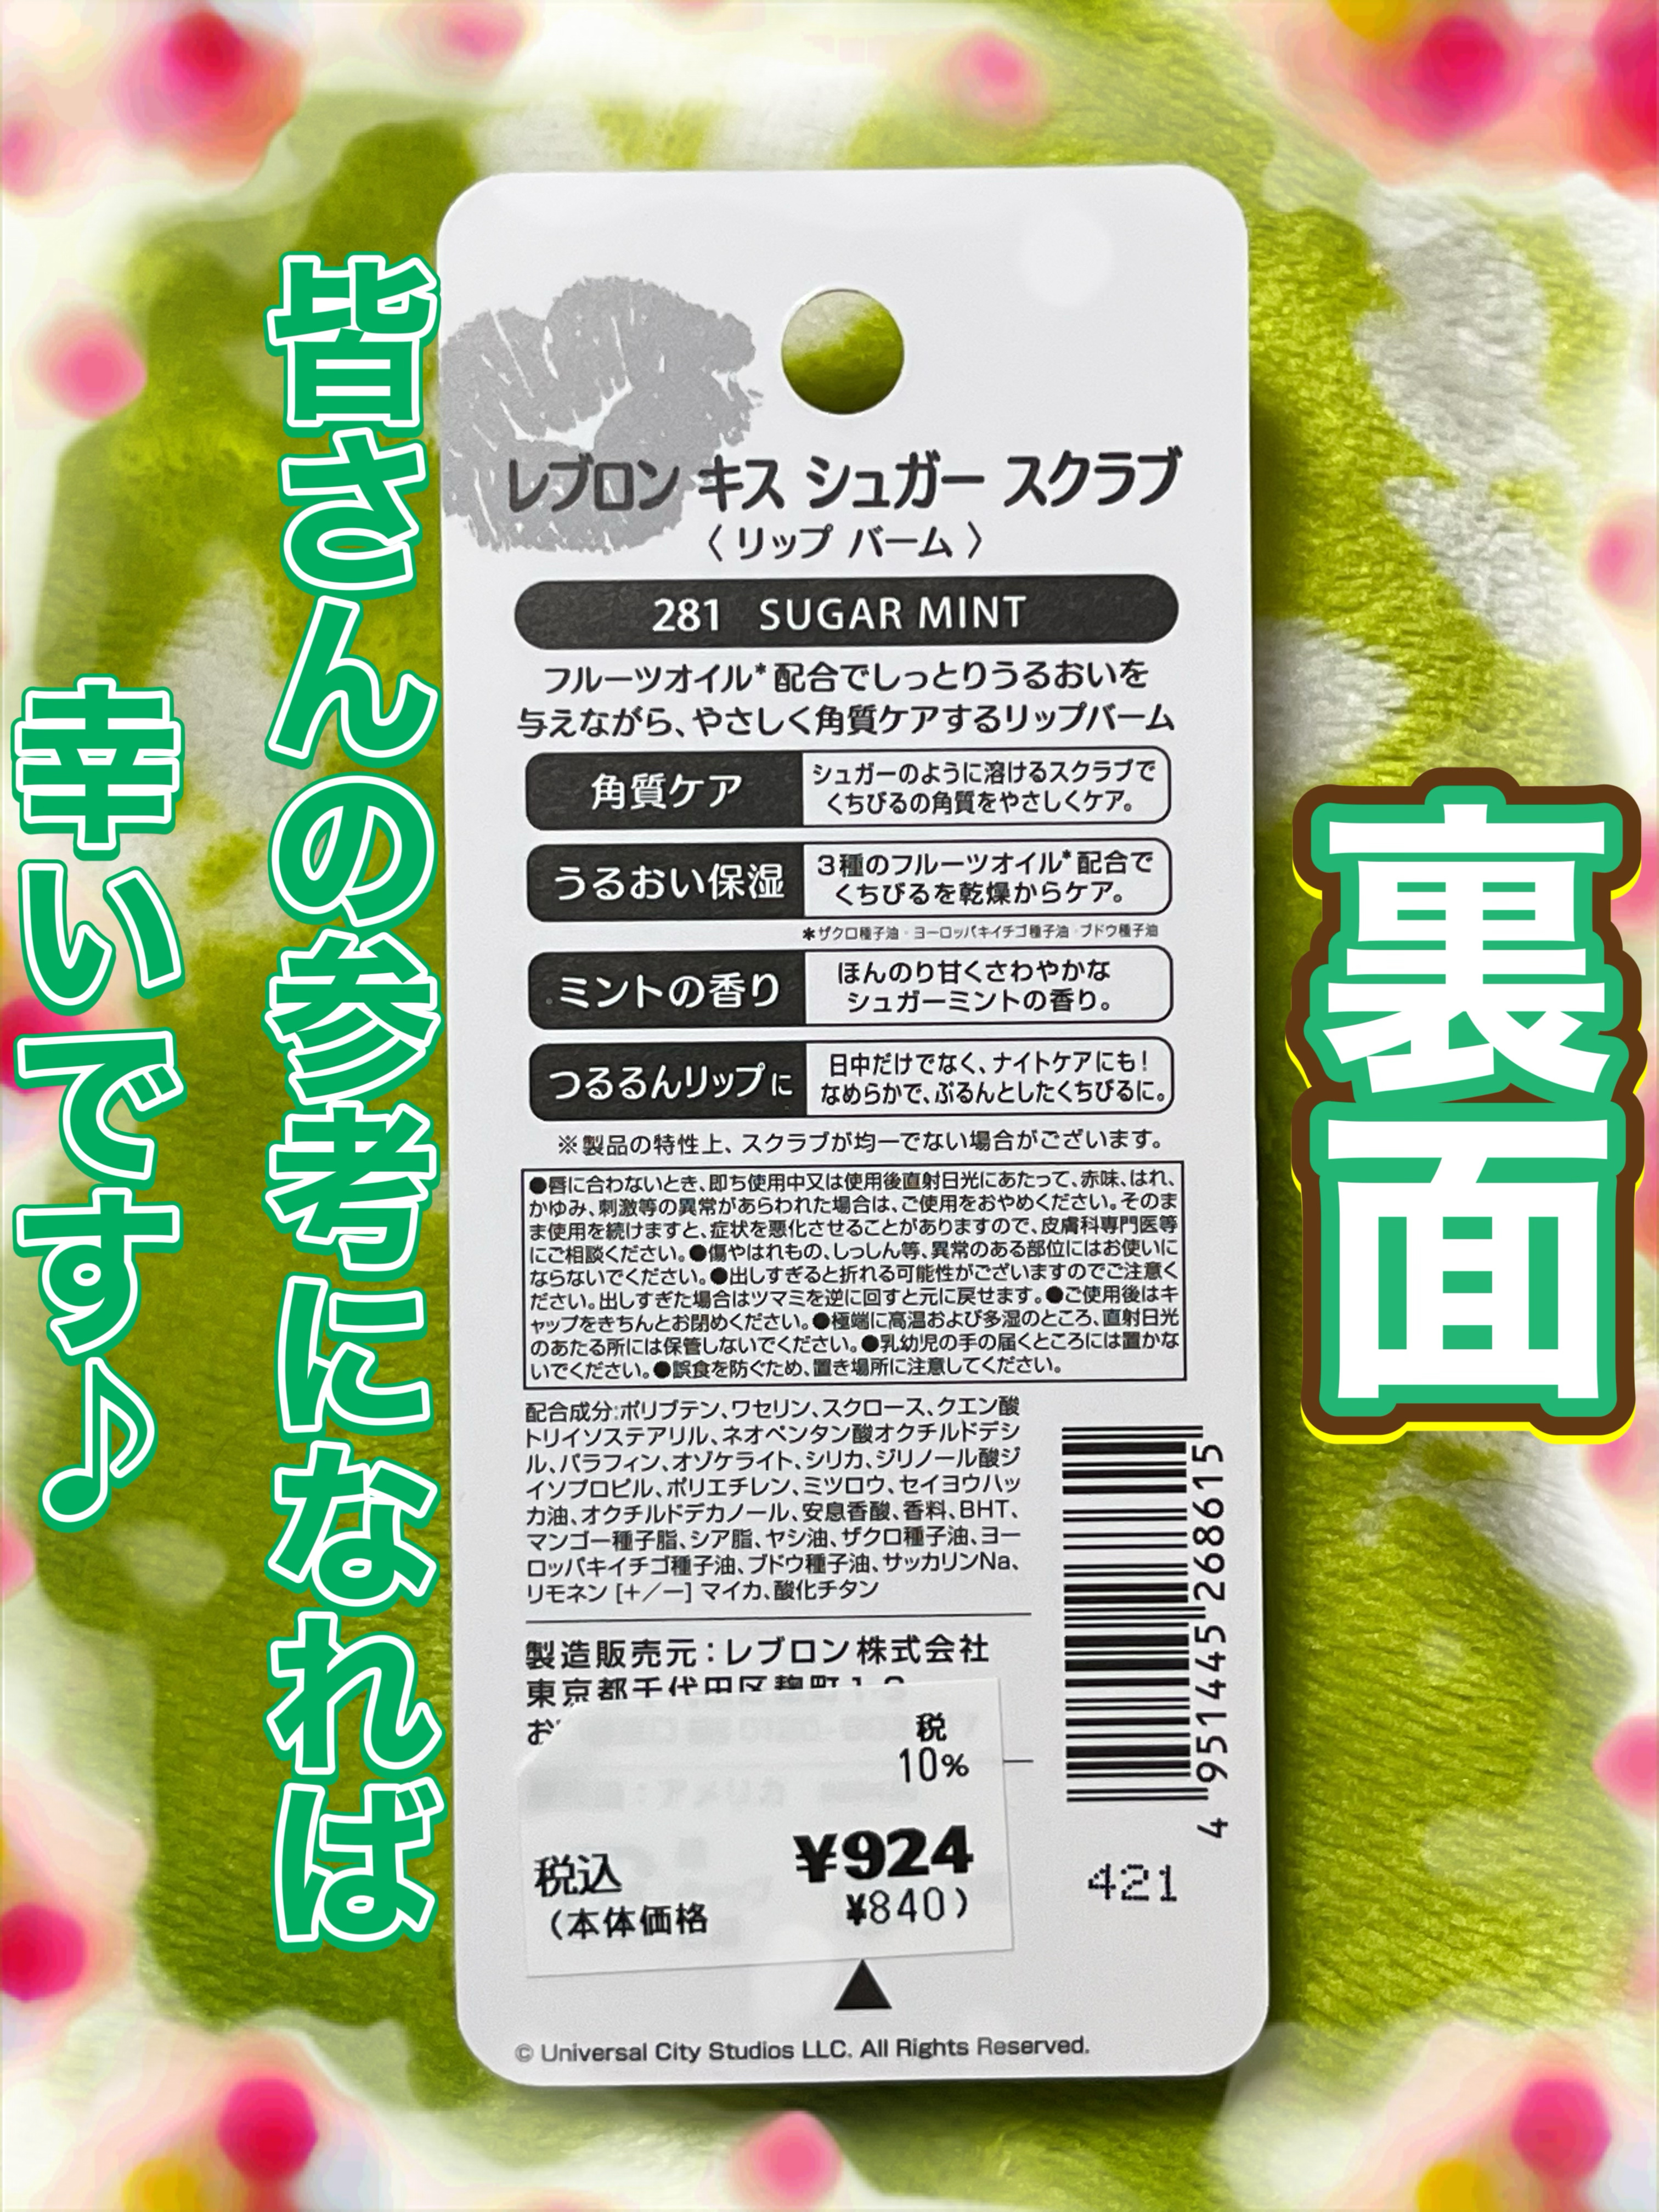 裏面
皆さんの参考になれば
幸いです♪
レブロン キス シュガー スクラブ
〈 リップ バーム 〉
281 SUGAR MINT
フルーツオイル*配合でしっとりうるおいを
与えながら、やさしく角質ケアするリップバーム
角質ケア
シュガーのように溶けるスクラブで
くちびるの角質をやさしくケア。
うるおい保湿
3種のフルーツオイル*配合で
くちびるを乾燥からケア。
*ザクロ種子油・ヨーロッパキイチゴ種子油・ブドウ種子油
ミントの香り
ほんのり甘くさわやかな
シュガーミントの香り。
つるるんリップに
日中だけでなく、ナイトケアにも!
なめらかで、ぷるんとしたくちびるに。
※製品の特性上、スクラブが均一でない場合がございます。
●唇に合わないとき、即ち使用中又は使用後直射日光にあたって、赤味、はれ、
かゆみ、刺激等の異常があらわれた場合は、ご使用をおやめください。そのま
ま使用を続けますと、症状を悪化させることがありますので、皮膚科専門医等
にご相談ください。●傷やはれもの、しっしん等、異常のある部位にはお使いに
ならないでください。●出しすぎると折れる可能性がございますのでご注意く
ださい。出しすぎた場合はツマミを逆に回すと元に戻せます。●ご使用後はキ
ャップをきちんとお閉めください。●極端に高温および多湿のところ、直射日光
のあたる所には保管しないでください。●乳幼児の手の届くところには置かな
いでください。●誤食を防ぐため、置き場所に注意してください。
配合成分:ポリブテン、ワセリン、スクロース、クエン酸
トリイソステアリル、ネオペンタン酸オクチルドデシ
ル、パラフィン、オゾケライト、シリカ、ジリノール酸ジ
イソプロピル、ポリエチレン、ミツロウ、セイヨウハッ
カ油、オクチルドデカノール、安息香酸、香料、BHT、
マンゴー種子脂、シア脂、ヤシ油、ザクロ種子油、ヨー
ロッパキイチゴ種子油、ブドウ種子油、サッカリンNa、
リモネン [+/ー] マイカ、酸化チタン
製造販売元:レブロン株式会社
東京都千代田区麹町
お
税
10%
税込 ¥924
(本体価格 ¥840)
4 951445 268615
421
© Universal City Studios LLC. All Rights Reserved.